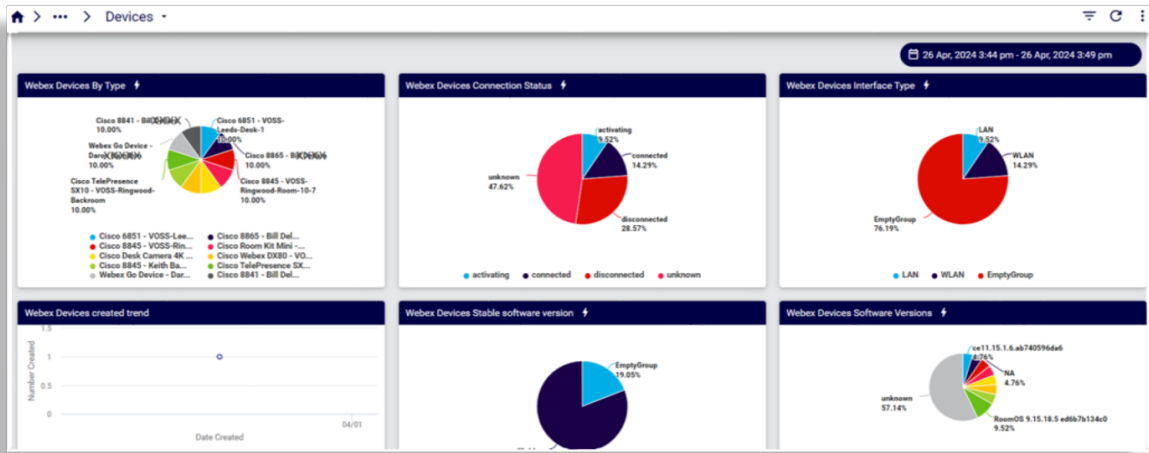 Devices
26 Apr, 2024 3:44 pm - 26 Apr, 2024 3:49 pm
Webex Devices By Type
Cisco 8841 - Bill
10.00%
Cisco 6851 - VOSS-
Leeds-Desk-1
10.00%
Webex Go Device -
10.00%
Cisco 8865 -
10.00%
Cisco TelePresence
SX10 - VOSS-Ringwood-
Backroom
10.00%
Cisco 8845 - VOSS-
Ringwood-Room-10-7
10.00%
Cisco 6851 - VOSS-Lee...
Cisco 8865 - Bill Del...
Cisco 8845 - VOSS-Rin...
Cisco Room Kit Mini -...
Cisco Desk Camera 4K ...
Cisco Webex DX80 - VO...
Cisco 8845 - Keith Ba...
Cisco TelePresence SX...
Webex Go Device - Dar...
Cisco 8841 - Bill Del...
Webex Devices Connection Status
activating
9.52%
connected
14.29%
unknown
47.62%
disconnected
28.57%
activating
connected
disconnected
unknown
Webex Devices Interface Type
LAN
9.52%
WLAN
14.29%
EmptyGroup
76.19%
LAN
WLAN
EmptyGroup
Webex Devices created trend
1.5
1
0.5
0
Number Created
04/01
Date Created
Webex Devices Stable software version
EmptyGroup
19.05%
Webex Devices Software Versions
ce11.15.1.6.ab740596da6
4.76%
NA
4.76%
unknown
57.14%
RoomOS 9.15.18.5 ed6b7b134c0
9.52%